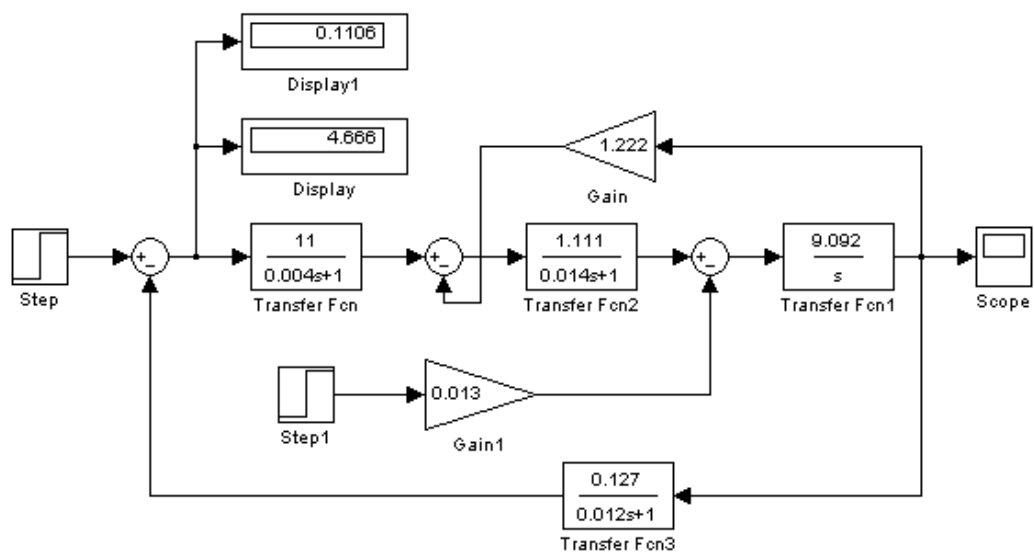 0.1106
Display1
4.666
Display
1.222
Gain
Step
11
0.004s+1
Transfer Fcn
1.111
0.014s+1
Transfer Fcn2
9.092
s
Transfer Fcn1
Scope
Step1
0.013
Gain1
0.127
0.012s+1
Transfer Fcn3